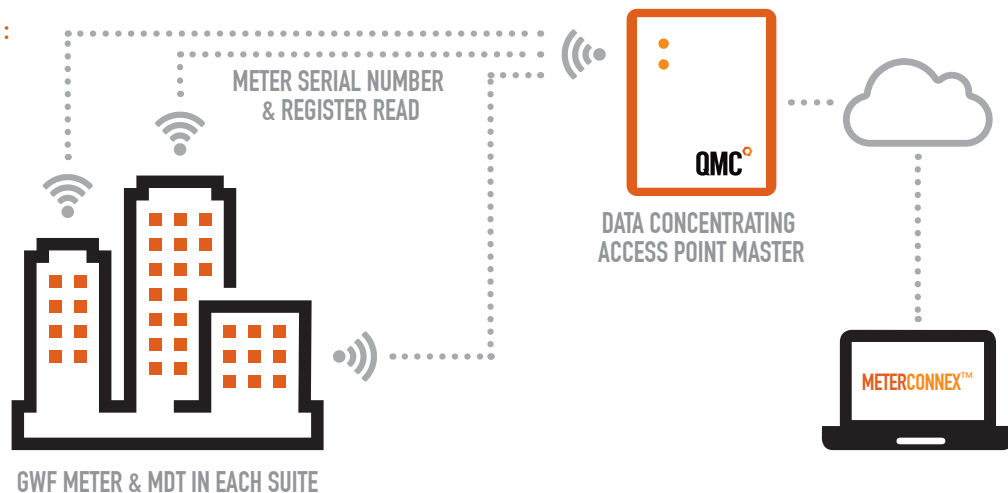 :
METER SERIAL NUMBER
& REGISTER READ
QMC
DATA CONCENTRATING
ACCESS POINT MASTER
METERCONNEX™
GWF METER & MDT IN EACH SUITE